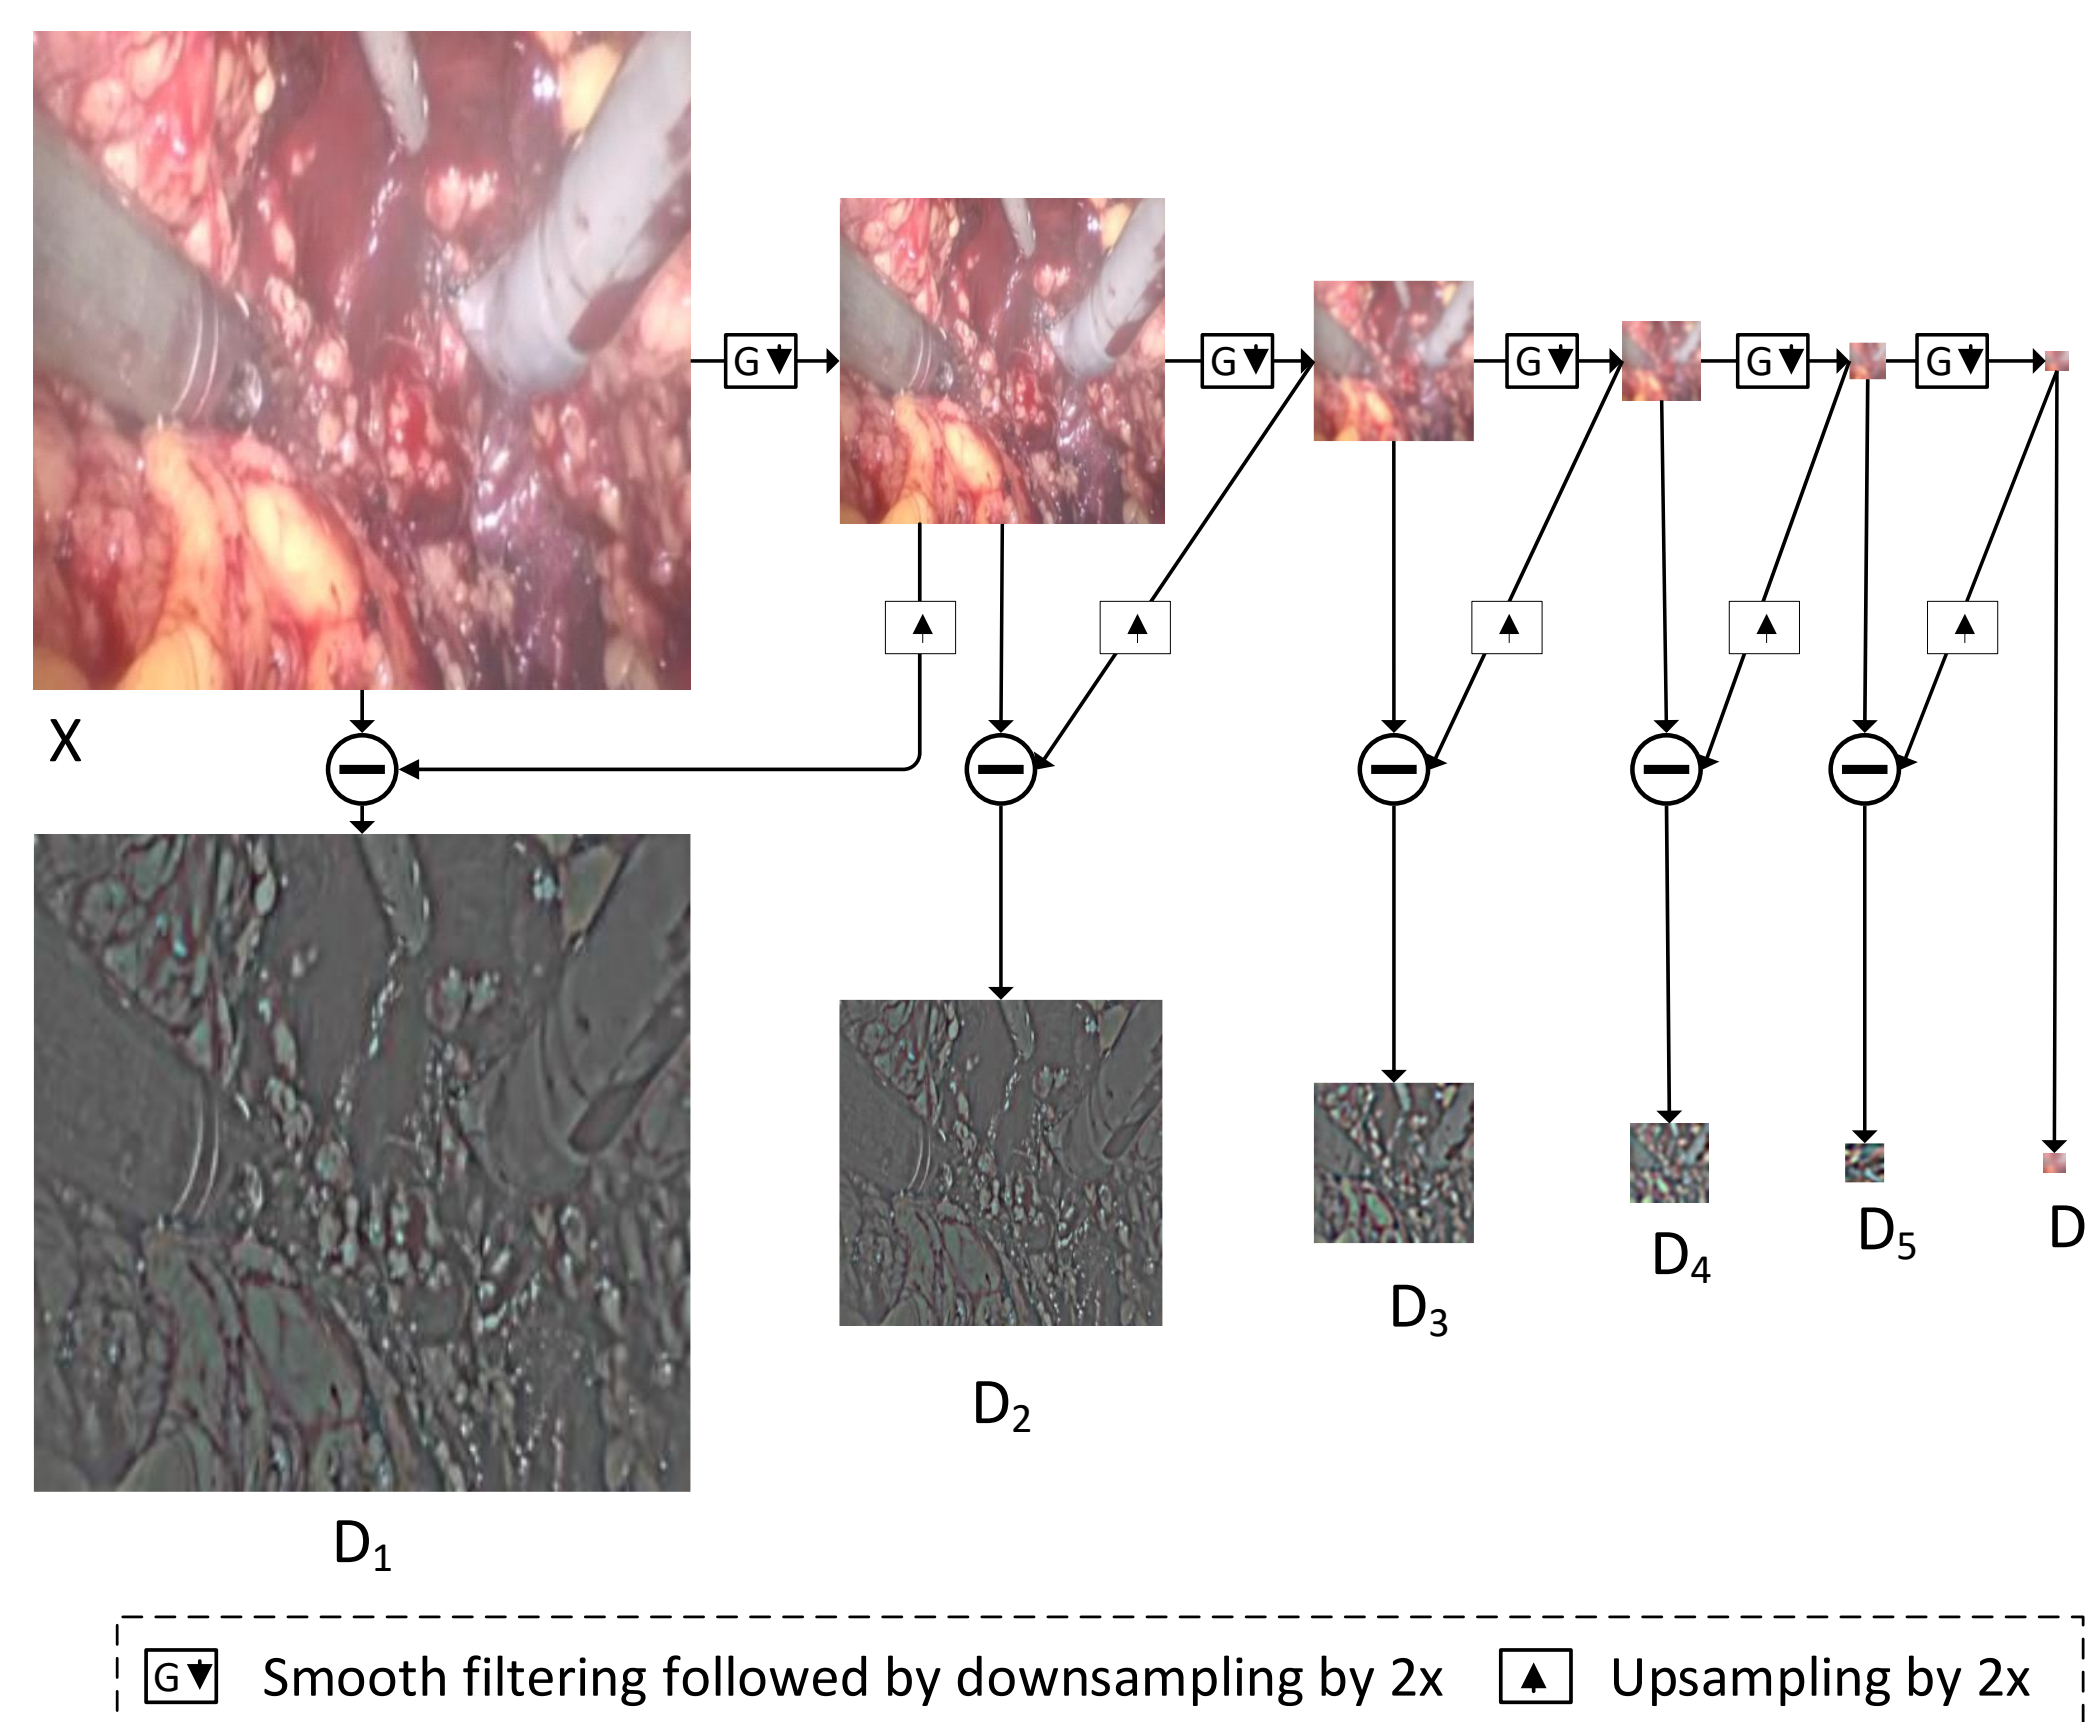 G G G G G
X
D₅ D
D₄
D₃
D₂
D₁
G Smooth filtering followed by downsampling by 2x Upsampling by 2x